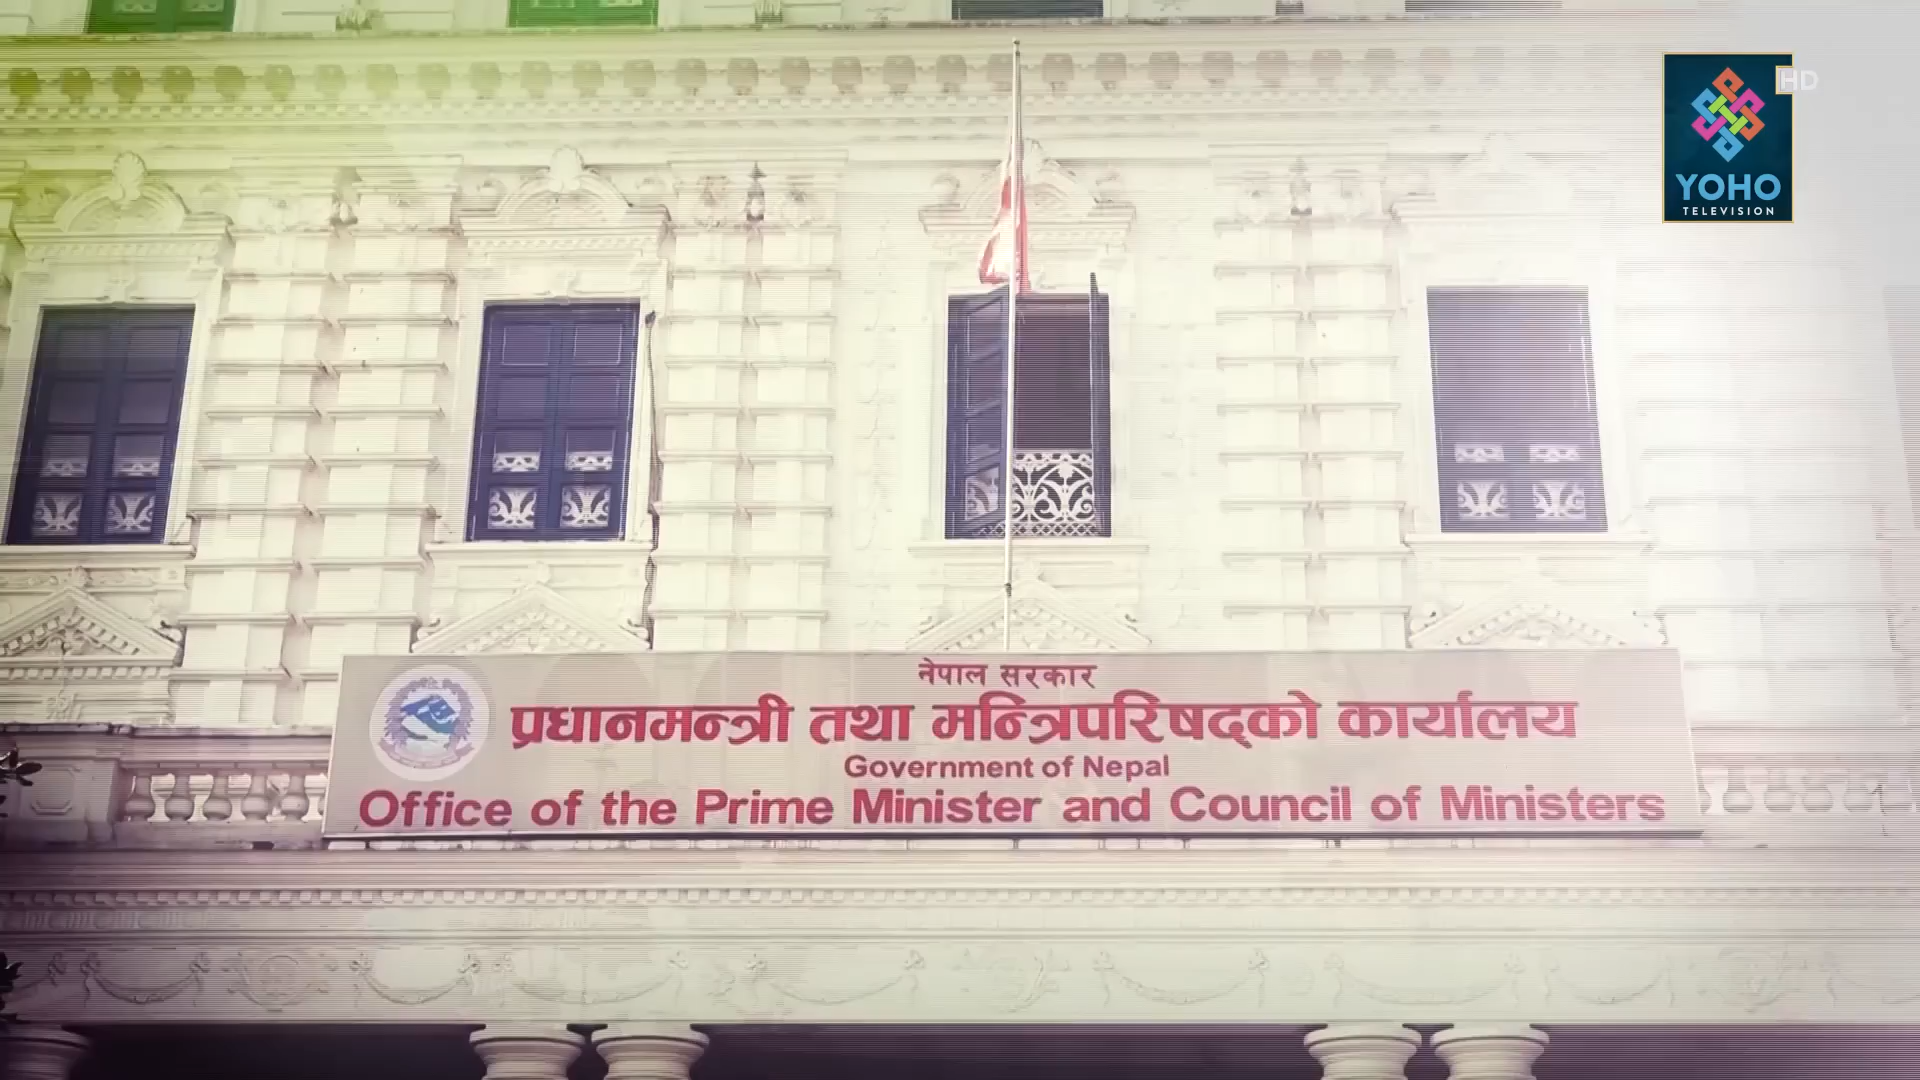 HD
YOHO
TELEVISION
नेपाल सरकार
प्रधानमन्त्री तथा मन्त्रिपरिषद्को कार्यालय
Government of Nepal
Office of the Prime Minister and Council of Ministers